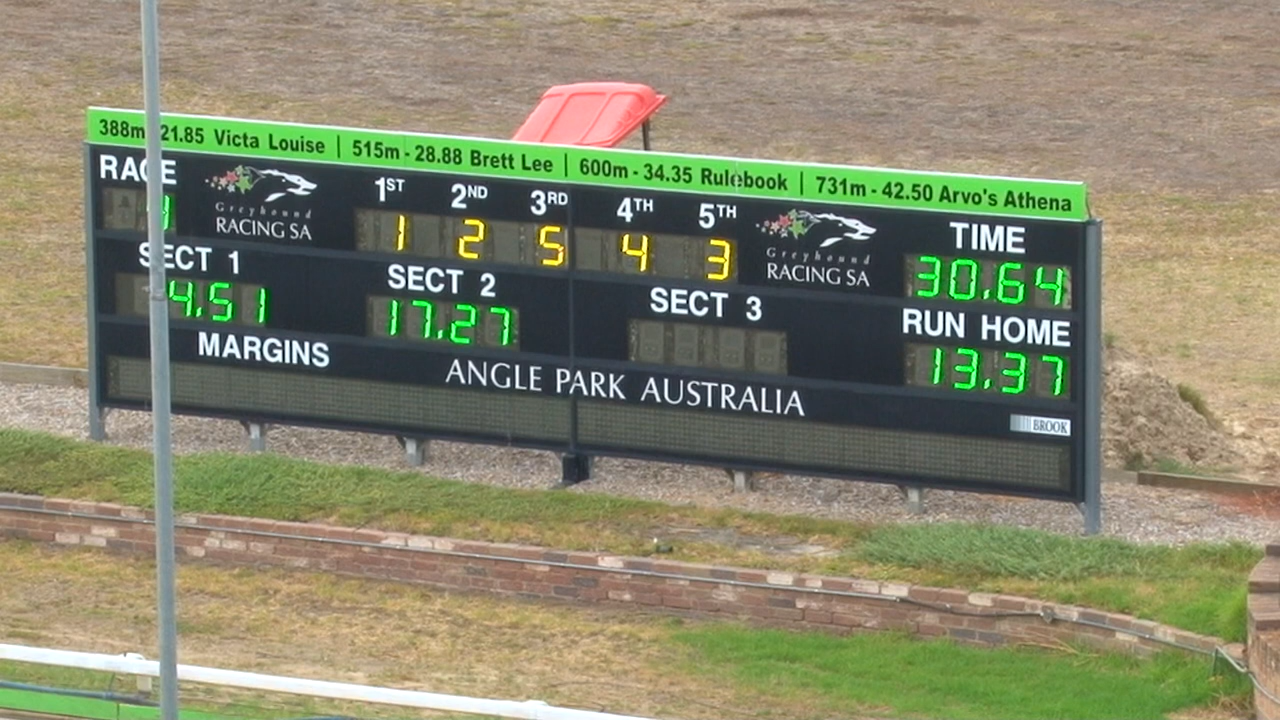 388m 21.85 Victa Louise | 515m - 28.88 Brett Lee | 600m - 34.35 Rulebook | 731m - 42.50 Arvo's Athena
RACE
Greyhound
RACING SA
1ST 2ND 3RD 4TH 5TH
1 2 5 4 3
Greyhound
RACING SA
TIME
30.64
SECT 1
4.51
SECT 2
17.27
SECT 3
RUN HOME
13.37
MARGINS
ANGLE PARK AUSTRALIA
BROOK